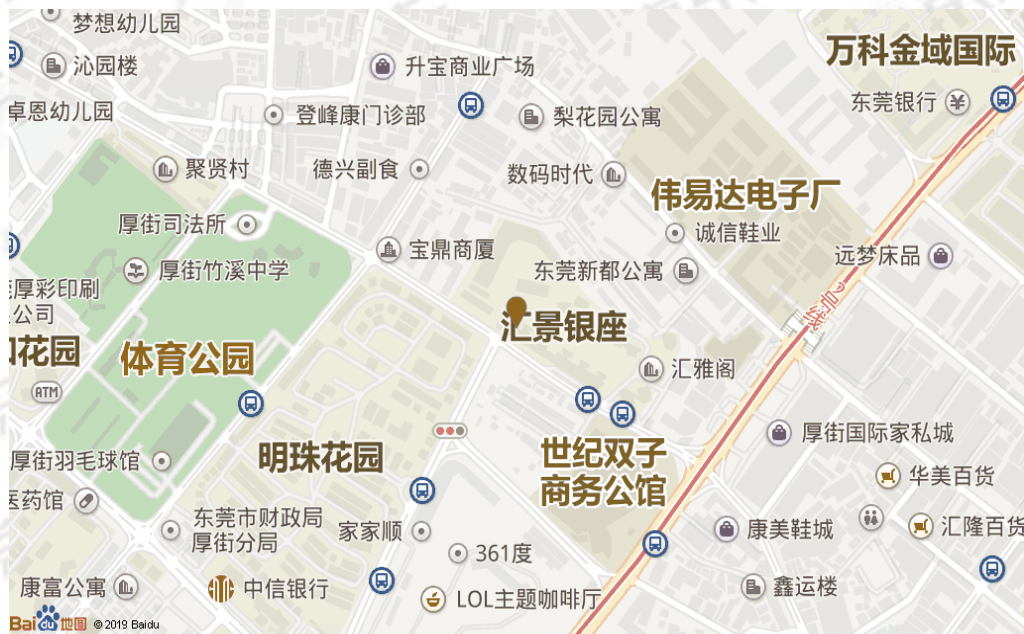 梦想幼儿园
万科金域国际
沁园楼
升宝商业广场
东莞银行
卓恩幼儿园
登峰康门诊部
梨花园公寓
聚贤村
德兴副食
数码时代
伟易达电子厂
厚街司法所
诚信鞋业
宝鼎商厦
远梦床品
厚街竹溪中学
东莞新都公寓
厚彩印刷
公司
2号线
汇景银座
花园
体育公园
汇雅阁
ATM
厚街国际家私城
明珠花园
世纪双子
商务公馆
厚街羽毛球馆
华美百货
医药馆
东莞市财政局
厚街分局
家家顺
康美鞋城
汇隆百货
361度
康富公寓
中信银行
LOL主题咖啡厅
鑫运楼
Bai du 地图 © 2019 Baidu